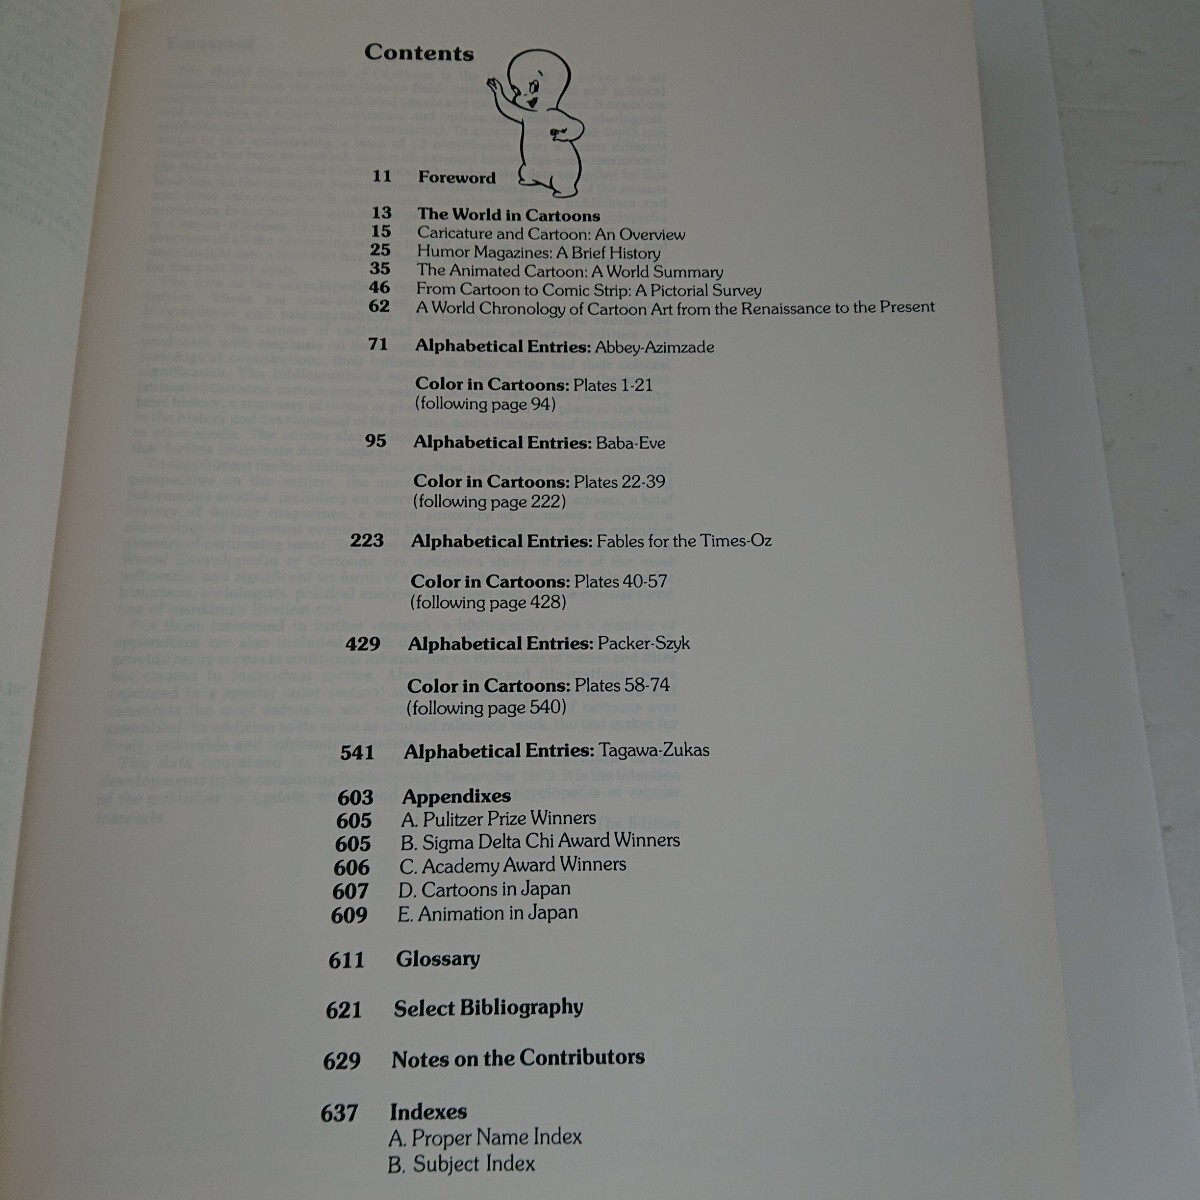 Contents
11 Foreword
13 The World in Cartoons
15 Caricature and Cartoon: An Overview
25 Humor Magazines: A Brief History
35 The Animated Cartoon: A World Summary
46 From Cartoon to Comic Strip: A Pictorial Survey
62 A World Chronology of Cartoon Art from the Renaissance to the Present
71 Alphabetical Entries: Abbey-Azimzade
Color in Cartoons: Plates 1-21
(following page 94)
95 Alphabetical Entries: Baba-Eve
Color in Cartoons: Plates 22-39
(following page 222)
223 Alphabetical Entries: Fables for the Times-Oz
Color in Cartoons: Plates 40-57
(following page 428)
429 Alphabetical Entries: Packer-Szyk
Color in Cartoons: Plates 58-74
(following page 540)
541 Alphabetical Entries: Tagawa-Zukas
603 Appendixes
605 A. Pulitzer Prize Winners
605 B. Sigma Delta Chi Award Winners
606 C. Academy Award Winners
607 D. Cartoons in Japan
609 E. Animation in Japan
611 Glossary
621 Select Bibliography
629 Notes on the Contributors
637 Indexes
A. Proper Name Index
B. Subject Index